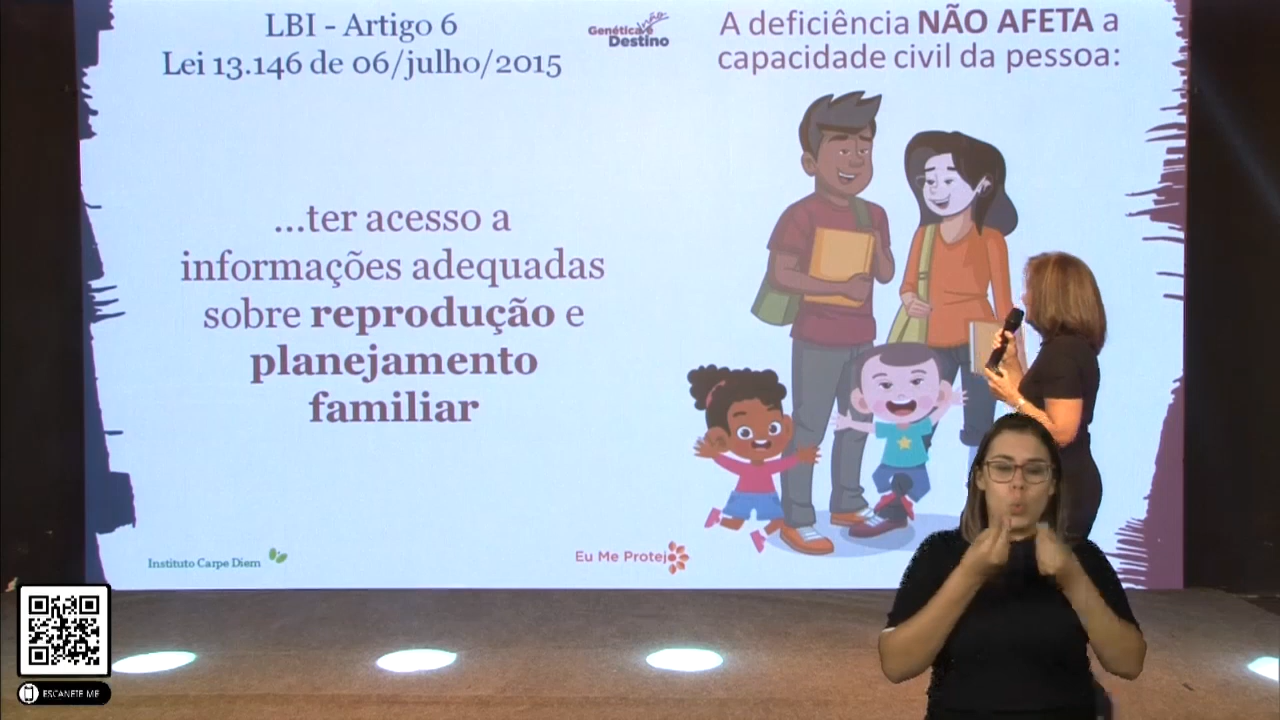 LBI - Artigo 6
Lei 13.146 de 06/julho/2015
Genética não é
Destino
A deficiência NÃO AFETA a
capacidade civil da pessoa:
...ter acesso a
informações adequadas
sobre reprodução e
planejamento
familiar
Instituto Carpe Diem
Eu Me Protejo
ESCANEIE ME